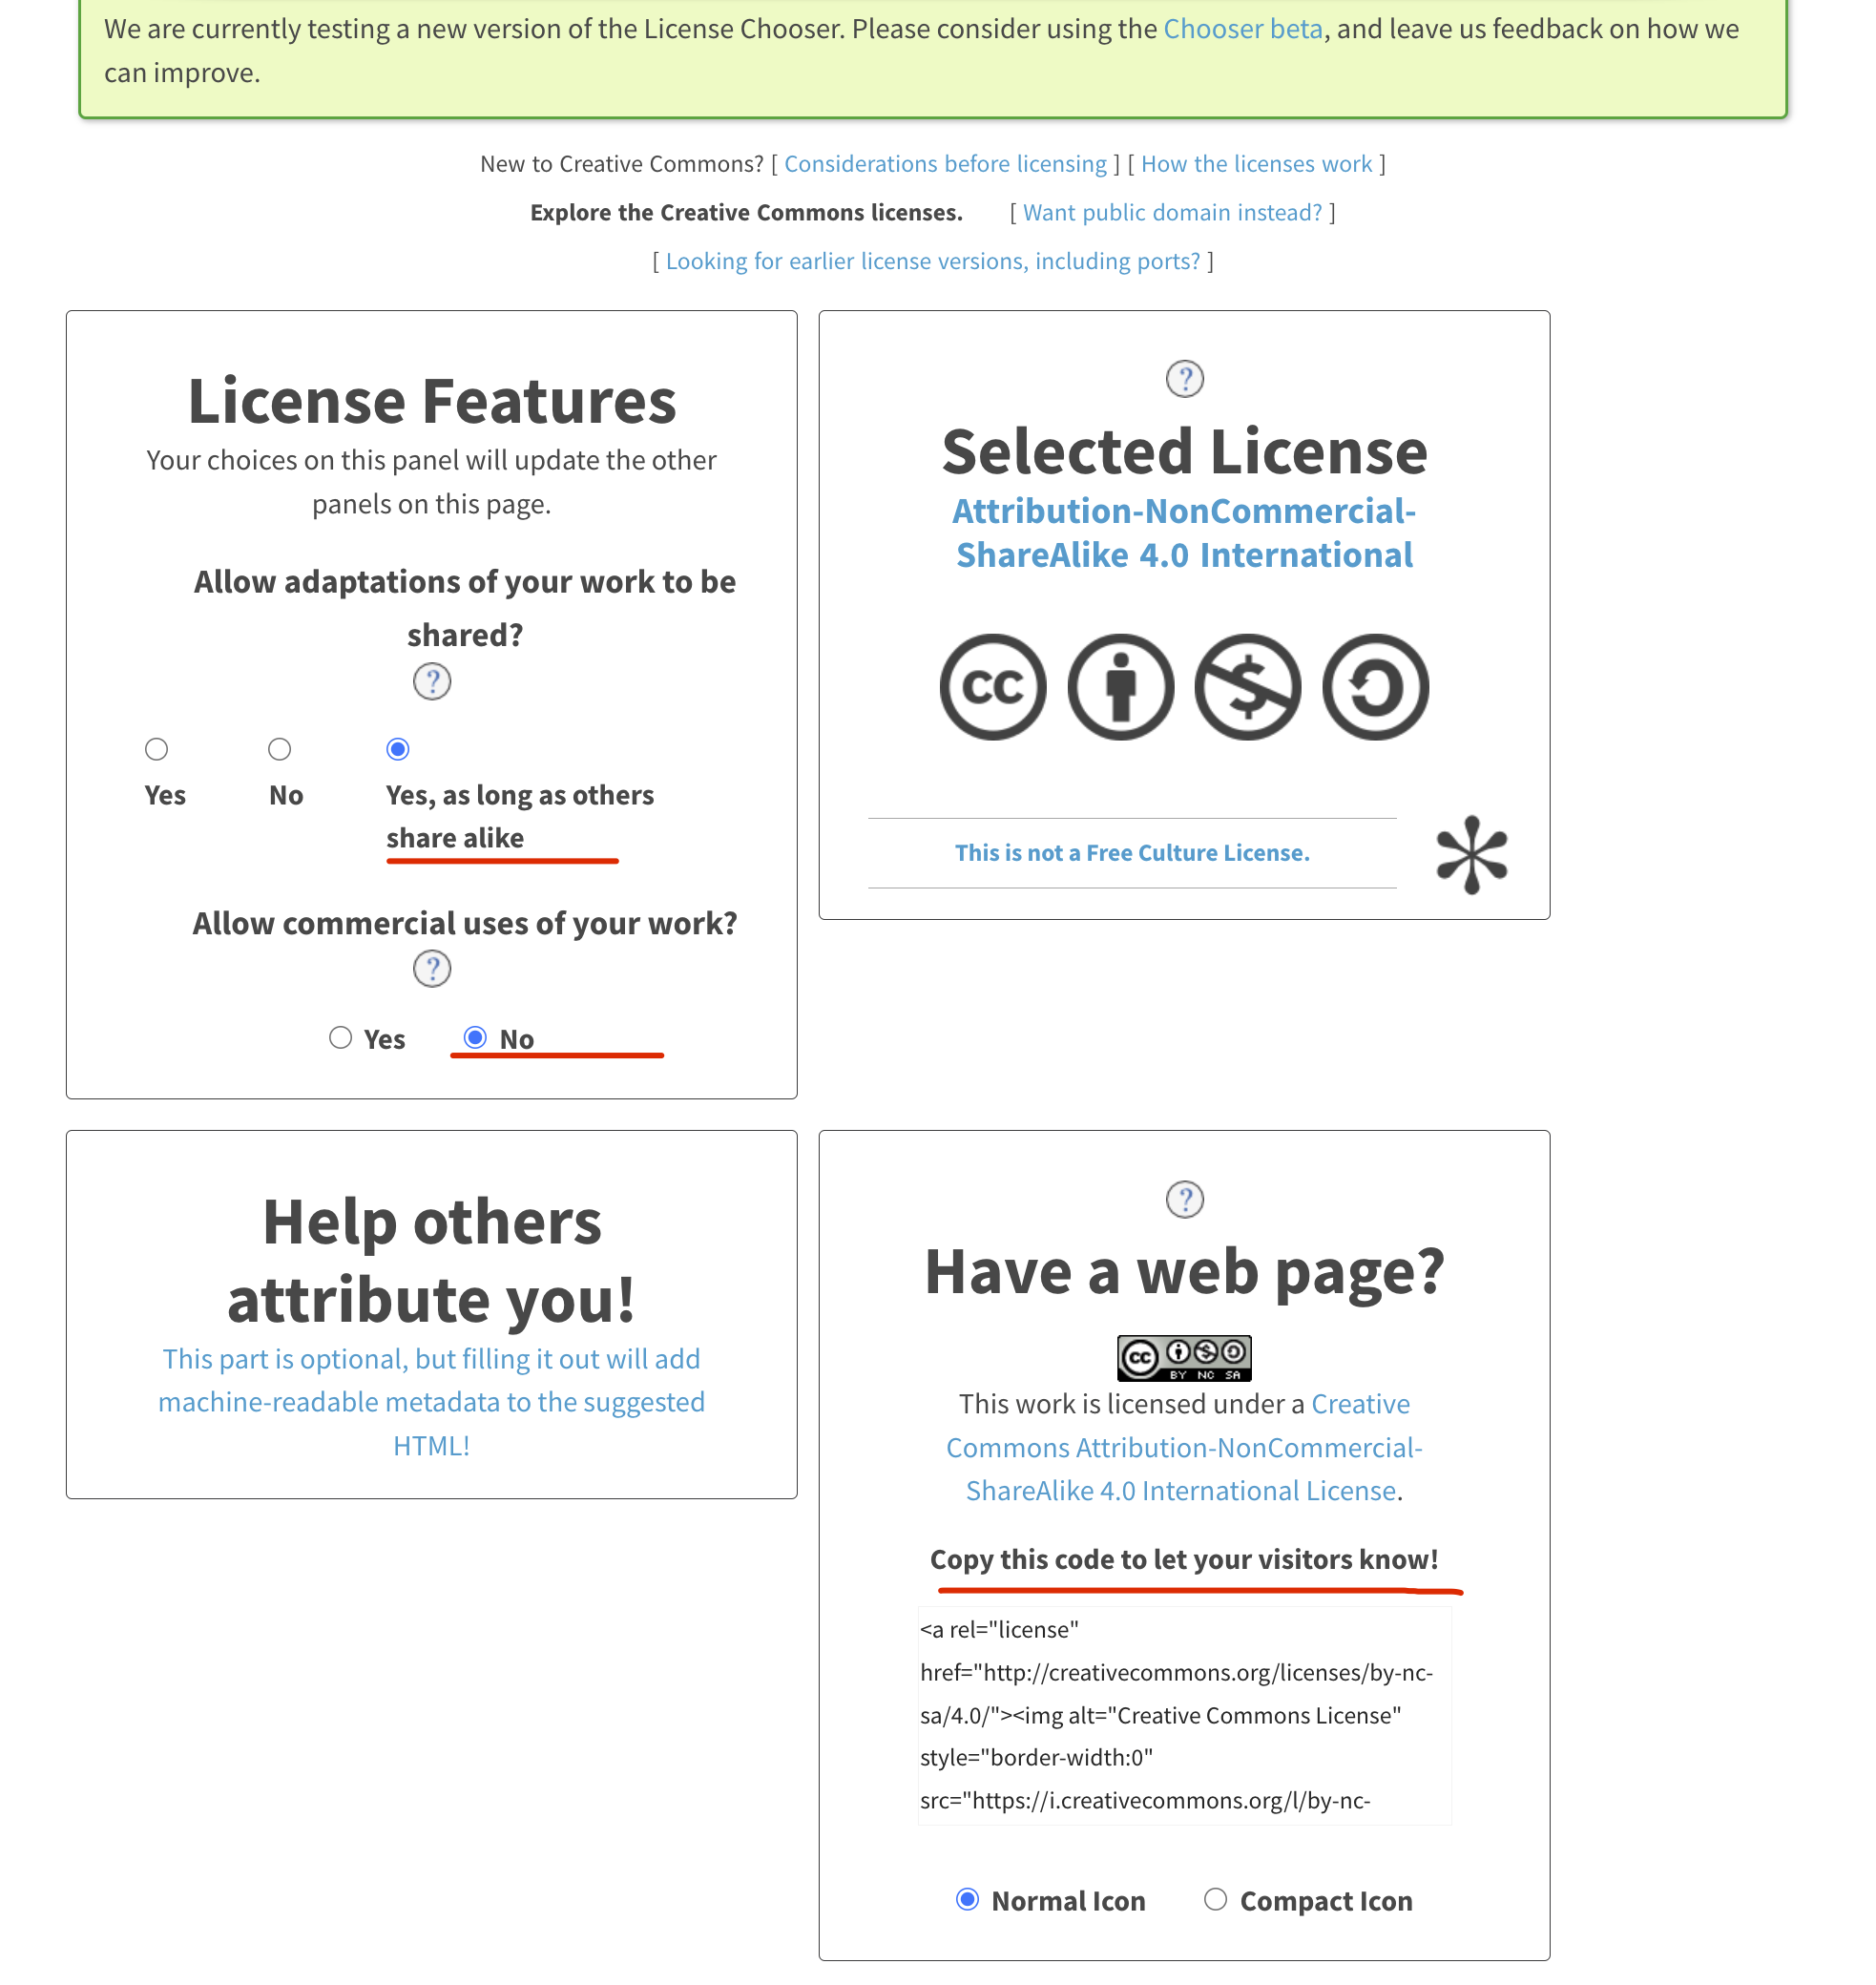 We are currently testing a new version of the License Chooser. Please consider using the Chooser beta, and leave us feedback on how we
can improve.
New to Creative Commons? [ Considerations before licensing ] [ How the licenses work ]
Explore the Creative Commons licenses. [ Want public domain instead? ]
[ Looking for earlier license versions, including ports? ]
License Features
Your choices on this panel will update the other
panels on this page.
Allow adaptations of your work to be
shared?
?
Yes
No
Yes, as long as others
share alike
Allow commercial uses of your work?
?
Yes
No
?
Selected License
Attribution-NonCommercial-
ShareAlike 4.0 International
cc
$
This is not a Free Culture License.
Help others
attribute you!
This part is optional, but filling it out will add
machine-readable metadata to the suggested
HTML!
?
Have a web page?
cc
BY NC SA
This work is licensed under a Creative
Commons Attribution-NonCommercial-
ShareAlike 4.0 International License.
Copy this code to let your visitors know!
<a rel="license"
href="http://creativecommons.org/licenses/by-nc-
sa/4.0/"><img alt="Creative Commons License"
style="border-width:0"
src="https://i.creativecommons.org/l/by-nc-
Normal Icon
Compact Icon